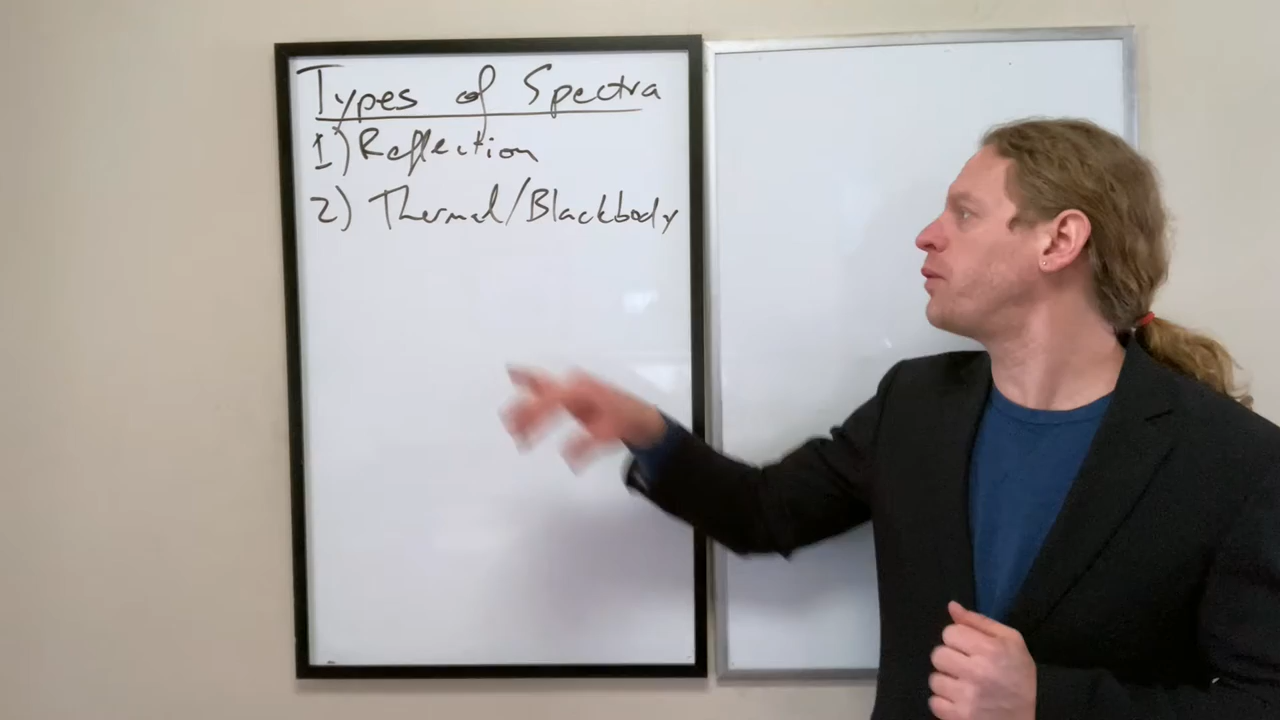 Types of Spectra
1) Reflection
2) Thermal/Blackbody